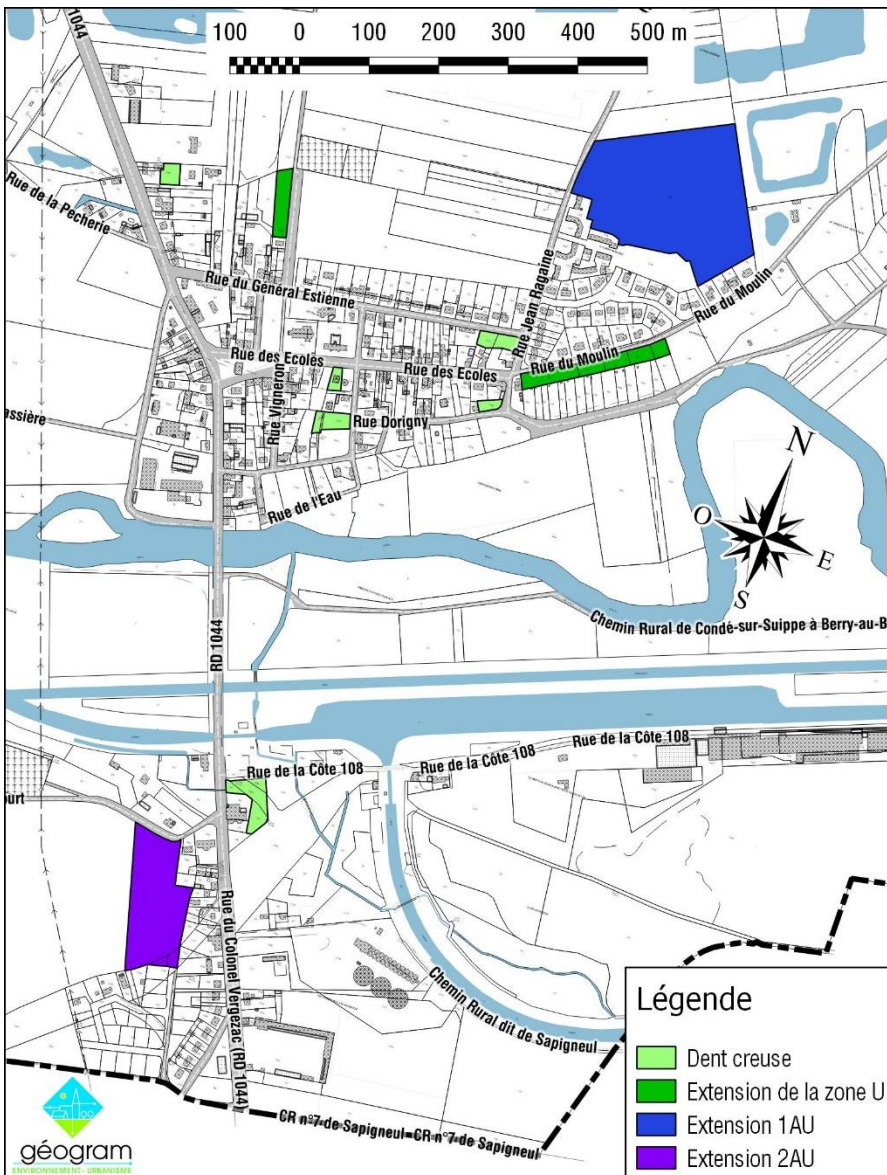 1044
100 0 100 200 300 400 500 m
Rue de la Pêcherie
Rue du Général Estienne
Rue Jean Ragaine
Rue du Moulin
Rue des Ecoles
Rue des Ecoles
Rue du Moulin
Rue Vigneron
Rue Dorigny
assière
Rue de l'Eau
N
O
E
S
Chemin Rural de Condé-sur-Suippe à Berry-au-B
RD 1044
Rue de la Côte 108
Rue de la Côte 108
Rue de la Côte 108
ourt
Rue du Colonel Vergezac (RD 1044)
Chemin Rural dit de Sapigneul
CR n°7 de Sapigneul
CR n°7 de Sapigneul
Légende
Dent creuse
Extension de la zone U
Extension 1AU
Extension 2AU
géogram
ENVIRONNEMENT - URBANISME